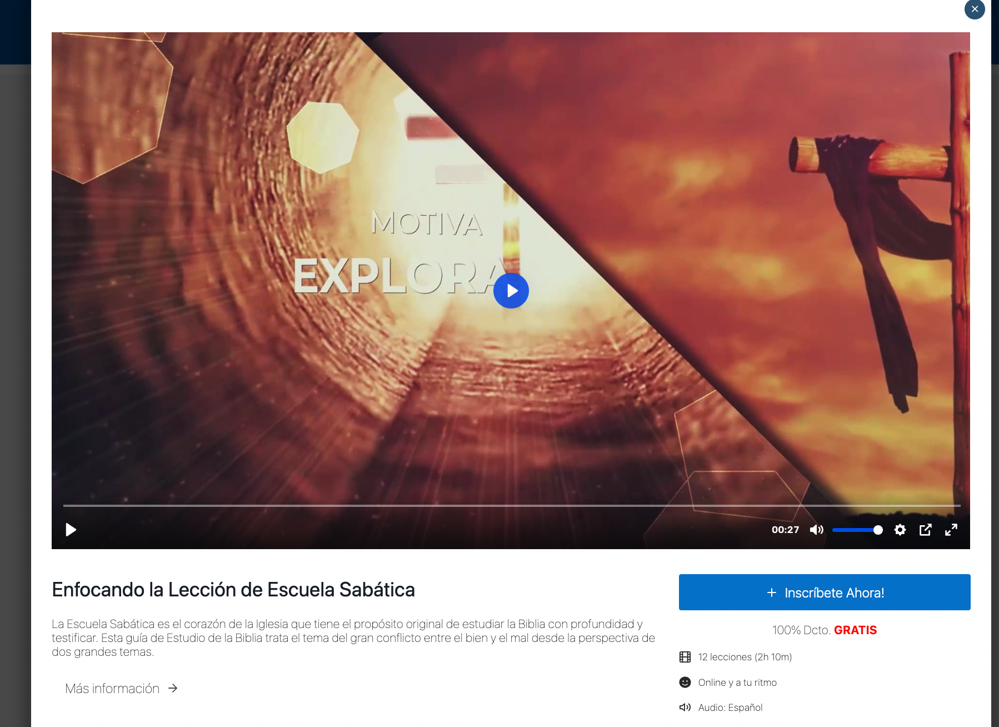 MOTIVA
EXPLORA
00:27
Enfocando la Lección de Escuela Sabática
La Escuela Sabática es el corazón de la Iglesia que tiene el propósito original de estudiar la Biblia con profundidad y
testificar. Esta guía de Estudio de la Biblia trata el tema del gran conflicto entre el bien y el mal desde la perspectiva de
dos grandes temas.
Más información
+ Inscríbete Ahora!
100% Dcto. GRATIS
12 lecciones (2h 10m)
Online y a tu ritmo
Audio: Español